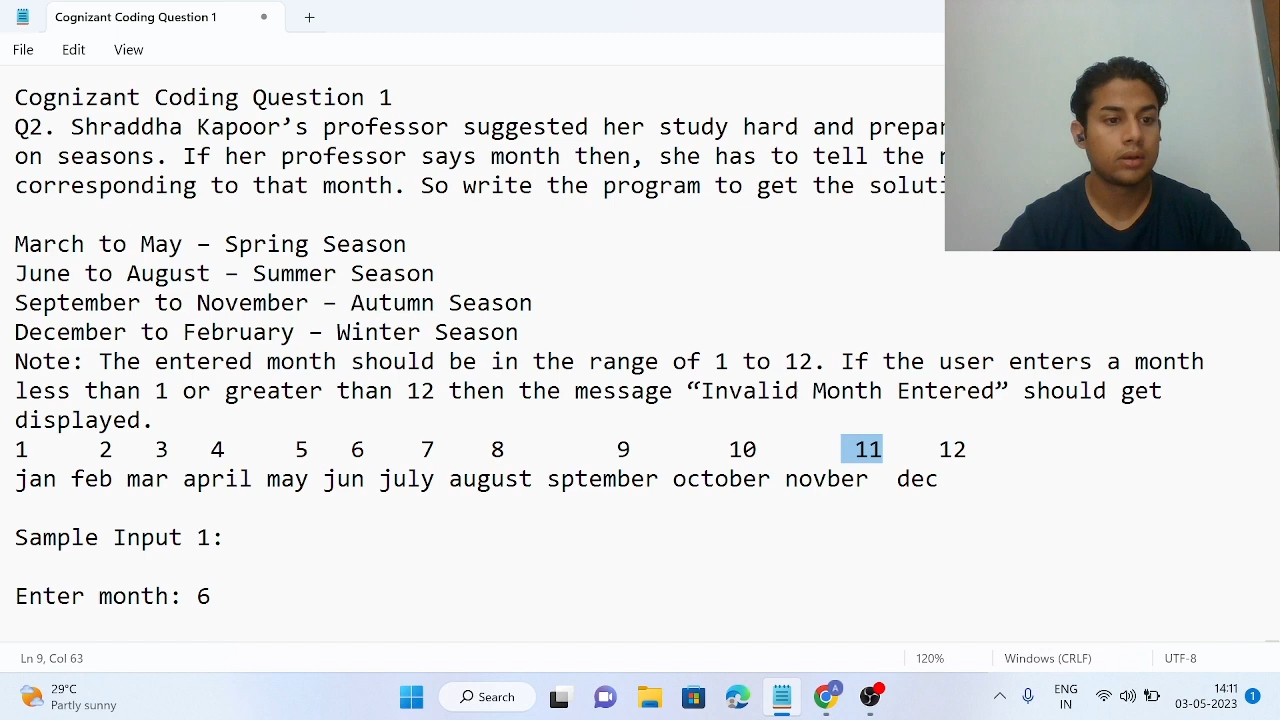 Cognizant Coding Question 1
File Edit View
Cognizant Coding Question 1
Q2. Shraddha Kapoor’s professor suggested her study hard and
on seasons. If her professor says month then, she has to tell the
corresponding to that month. So write the program to get the
March to May – Spring Season
June to August – Summer Season
September to November – Autumn Season
December to February – Winter Season
Note: The entered month should be in the range of 1 to 12. If the user enters a month
less than 1 or greater than 12 then the message “Invalid Month Entered” should get
displayed.
1 2 3 4 5 6 7 8 9 10 11 12
jan feb mar april may jun july august sptember october novber dec
Sample Input 1:
Enter month: 6
Ln 9, Col 63 120% Windows (CRLF) UTF-8
29°C
Partly sunny
Search
A
ENG
IN
14:11
03-05-2023
1